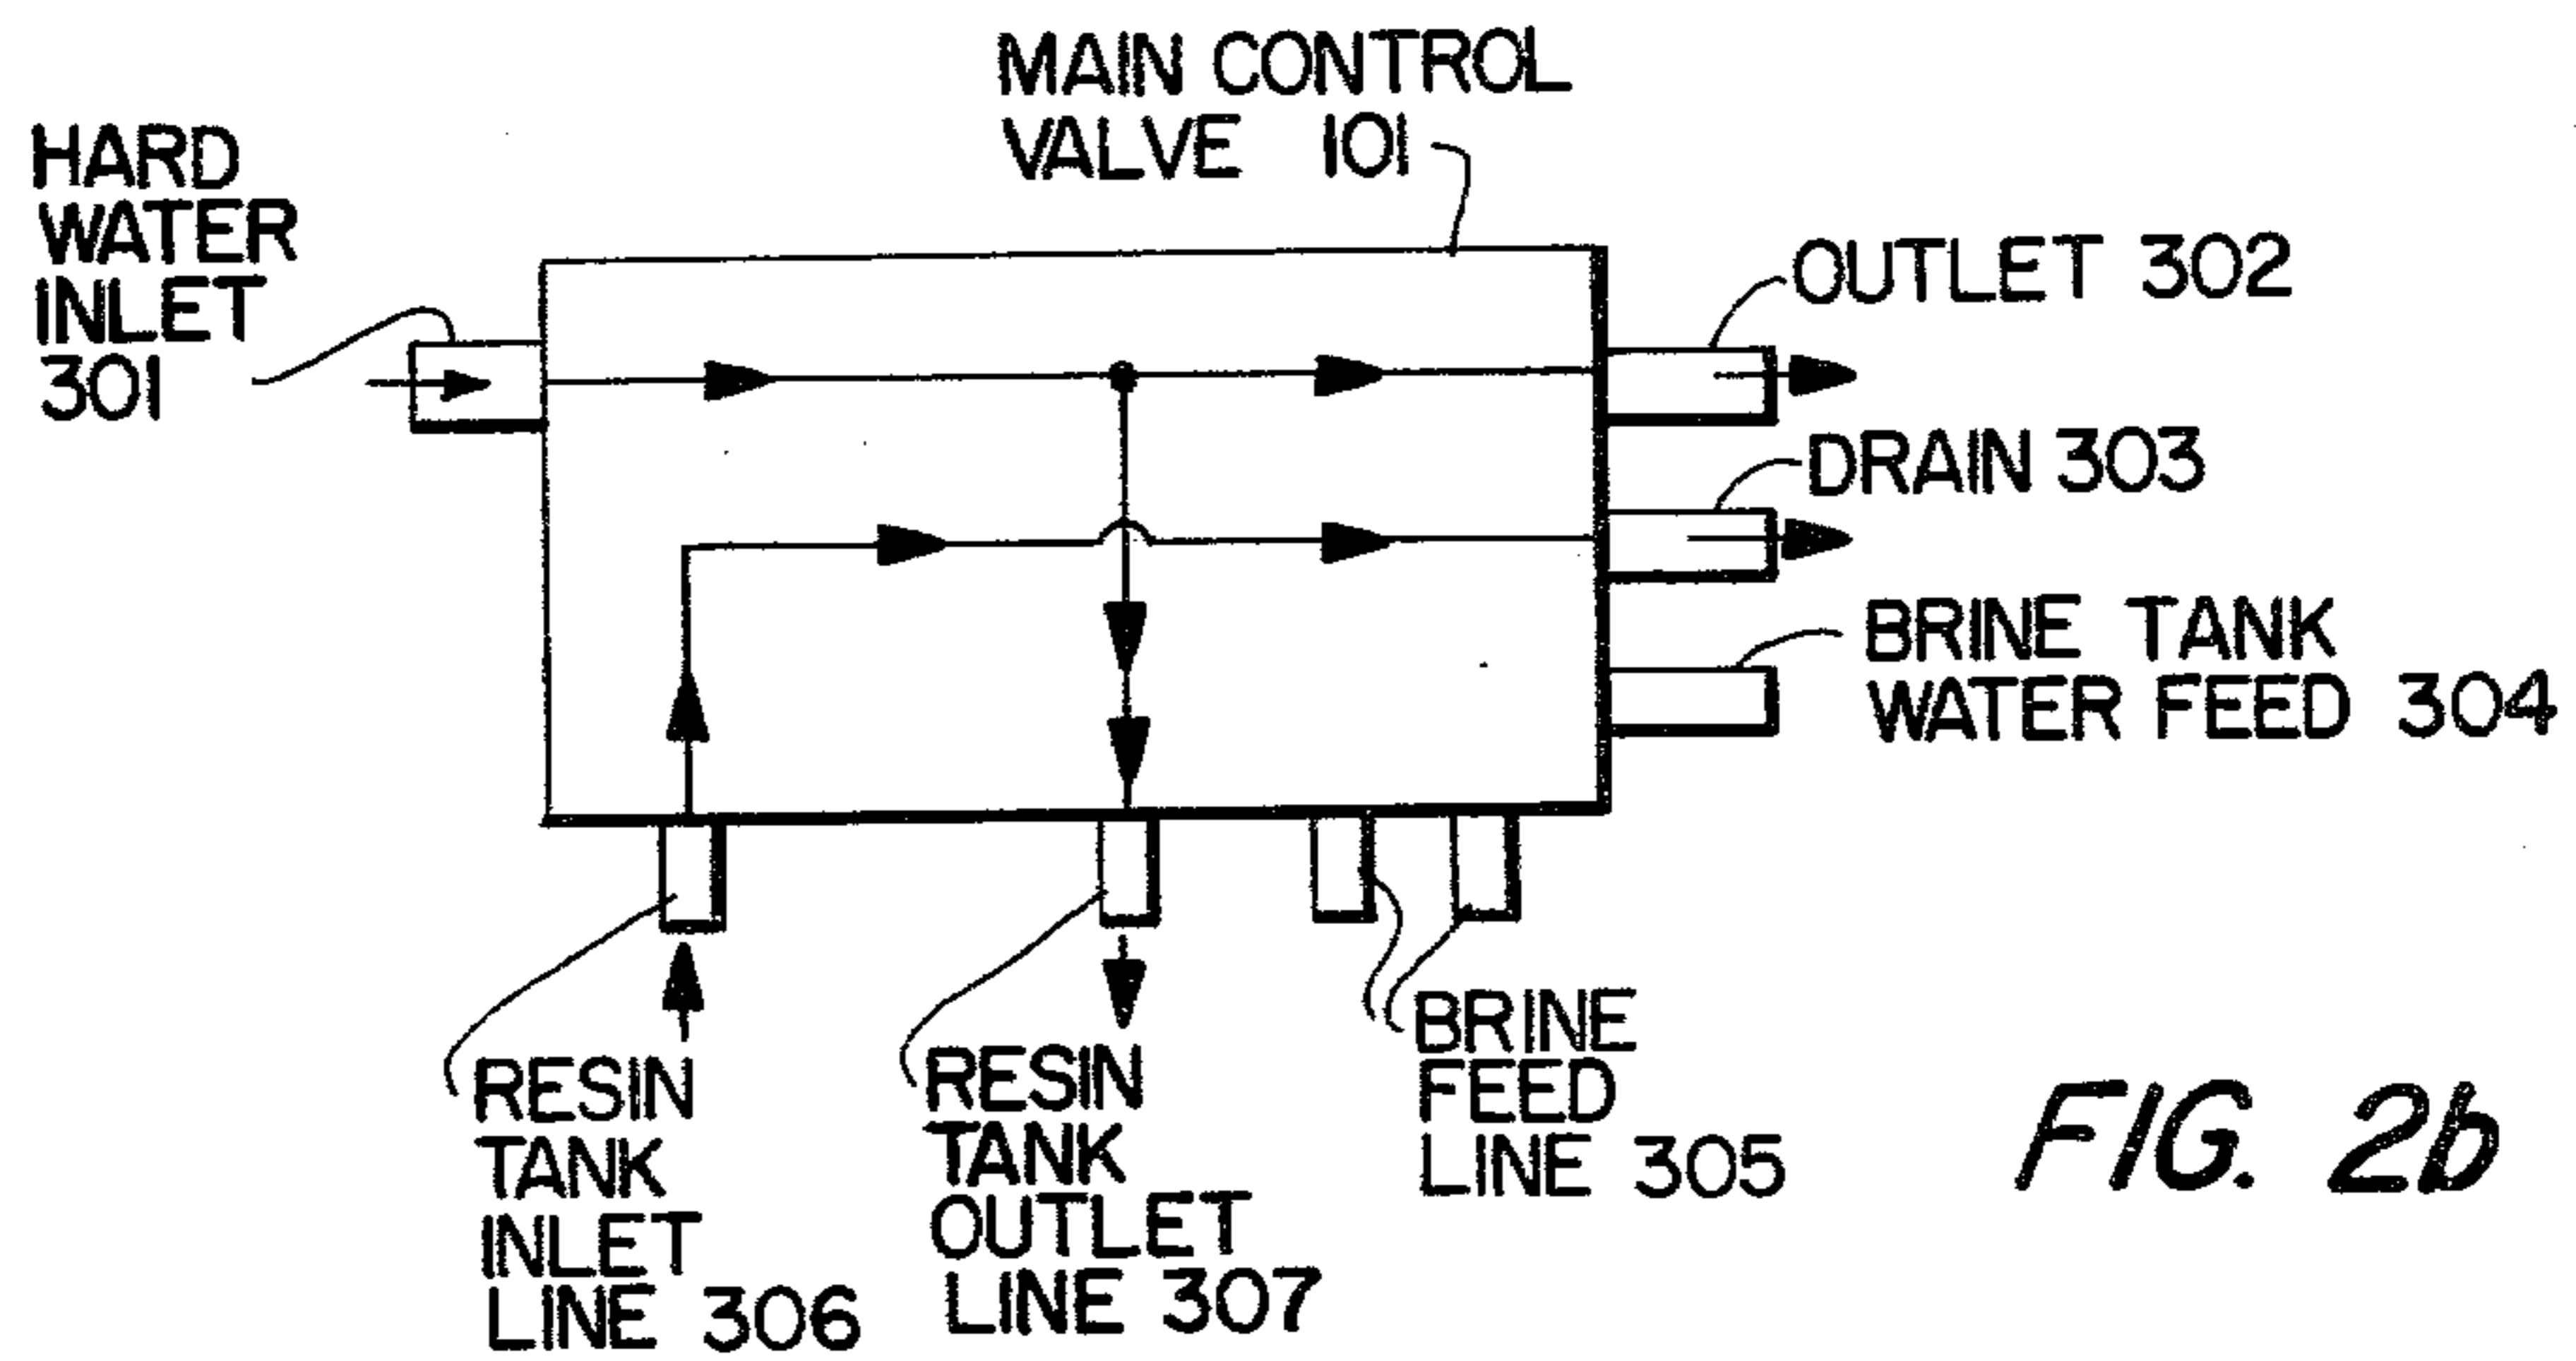 MAIN CONTROL
VALVE 101
HARD
WATER
INLET
301
OUTLET 302
DRAIN 303
BRINE TANK
WATER FEED 304
RESIN
TANK
INLET
LINE 306
RESIN
TANK
OUTLET
LINE 307
BRINE
FEED
LINE 305
FIG. 2b